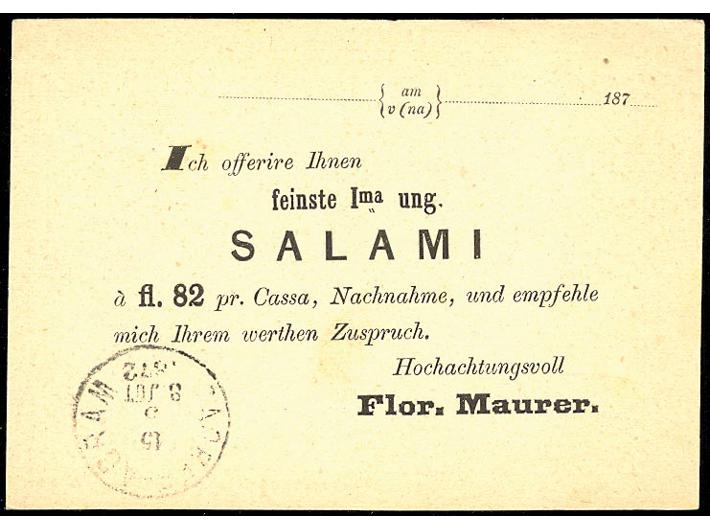 am
v (na) 187
Ich offerire Ihnen
feinste Ima ung.
SALAMI
à fl. 82 pr. Cassa, Nachnahme, und empfehle
mich Ihrem werthen Zuspruch.
Hochachtungsvoll
Flor. Maurer.